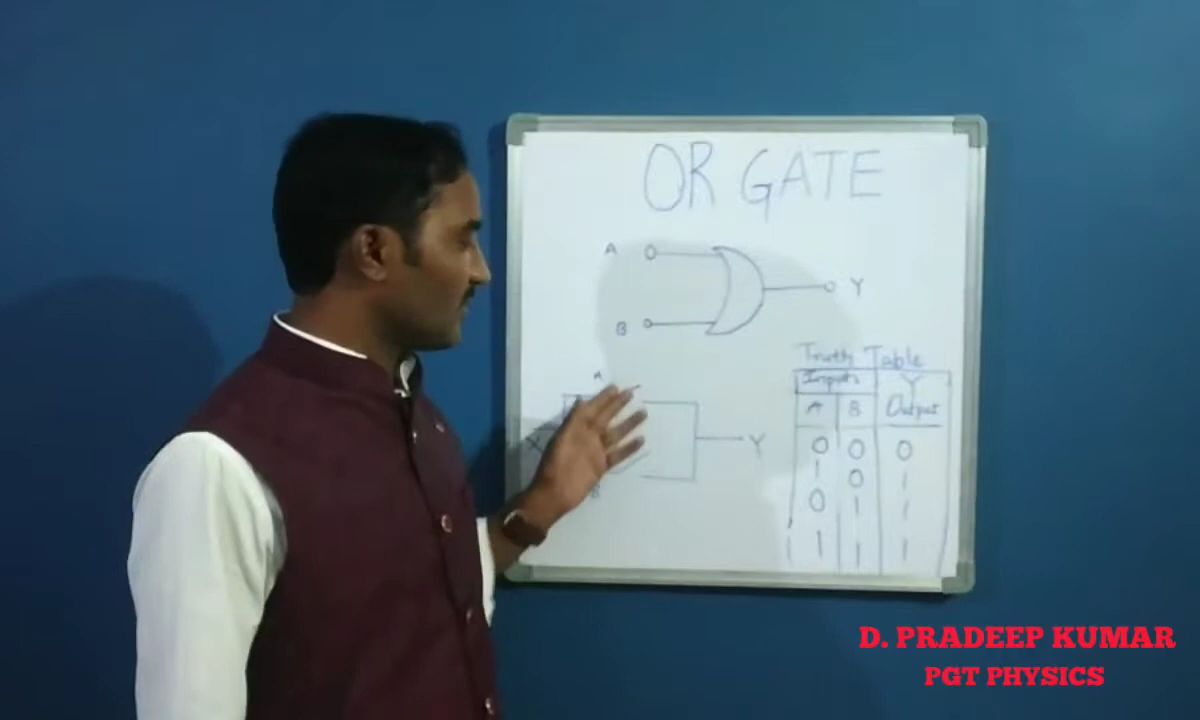 OR GATE
A
Y
B
A
X Y
B
Truth Table
Inputs Y
A B Output
0 0 0
1 0 1
0 1 1
1 1 1
D. PRADEEP KUMAR
PGT PHYSICS